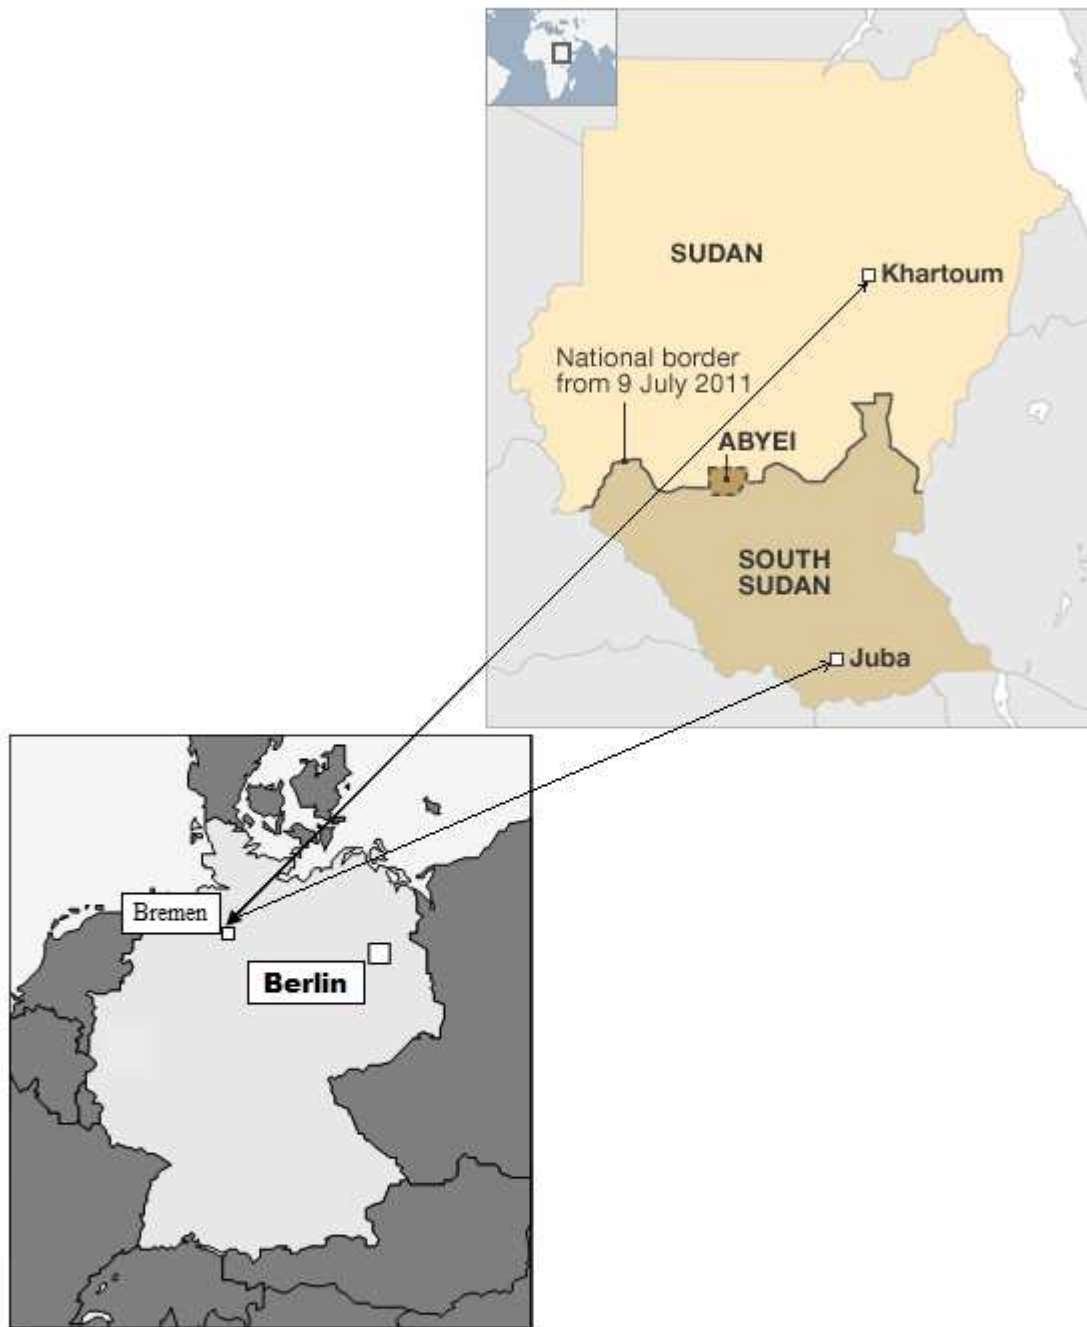 SUDAN
Khartoum
National border
from 9 July 2011
ABYEI
SOUTH
SUDAN
Juba
Bremen
Berlin